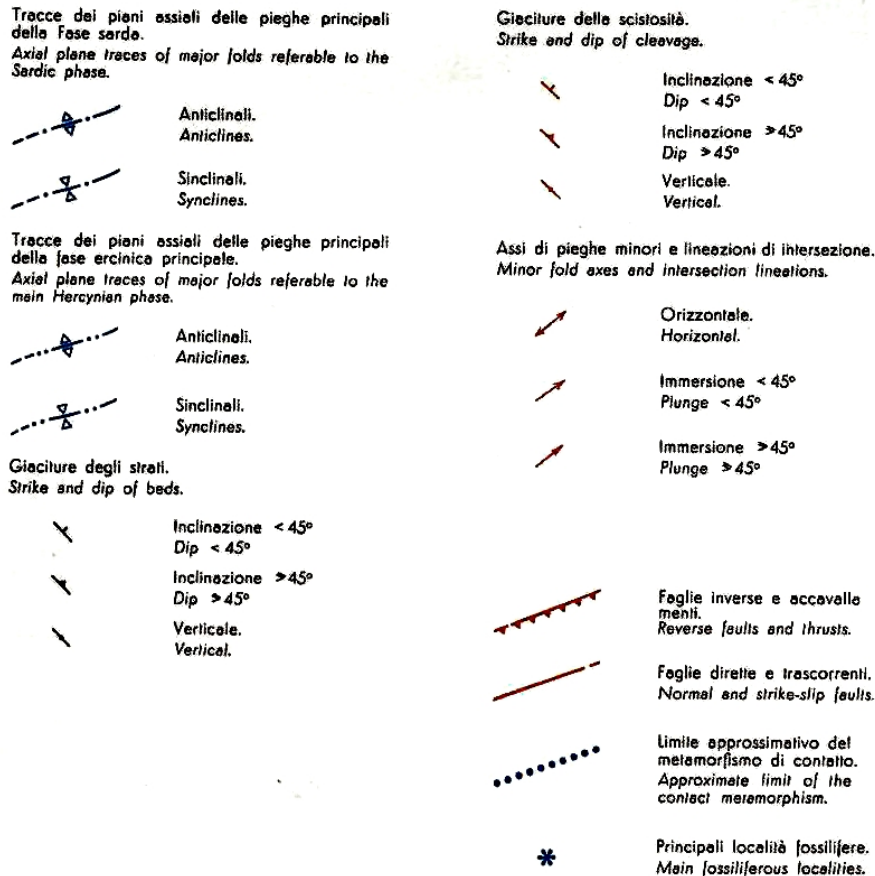 Tracce dei piani assiali delle pieghe principali
della Fase sarda.
Axial plane traces of major folds referable to the
Sardic phase.
Anticlinali.
Anticlines.
Sinclinali.
Synclines.
Tracce dei piani assiali delle pieghe principali
della fase ercinica principale.
Axial plane traces of major folds referable to the
main Hercynian phase.
Anticlinali.
Anticlines.
Sinclinali.
Synclines.
Giaciture degli strati.
Strike and dip of beds.
Inclinazione < 45°
Dip < 45°
Inclinazione ⩾45°
Dip ⩾45°
Verticale.
Vertical.
Giaciture della scistosità.
Strike and dip of cleavage.
Inclinazione < 45°
Dip < 45°
Inclinazione ⩾45°
Dip ⩾45°
Verticale.
Vertical.
Assi di pieghe minori e lineazioni di intersezione.
Minor fold axes and intersection lineations.
Orizzontale.
Horizontal.
Immersione < 45°
Plunge < 45°
Immersione ⩾45°
Plunge ⩾45°
Faglie inverse e accavalla
menti.
Reverse faults and thrusts.
Faglie dirette e trascorrenti.
Normal and strike-slip faults.
Limite approssimativo del
metamorfismo di contatto.
Approximate limit of the
contact metamorphism.
Principali località fossilifere.
Main fossiliferous localities.